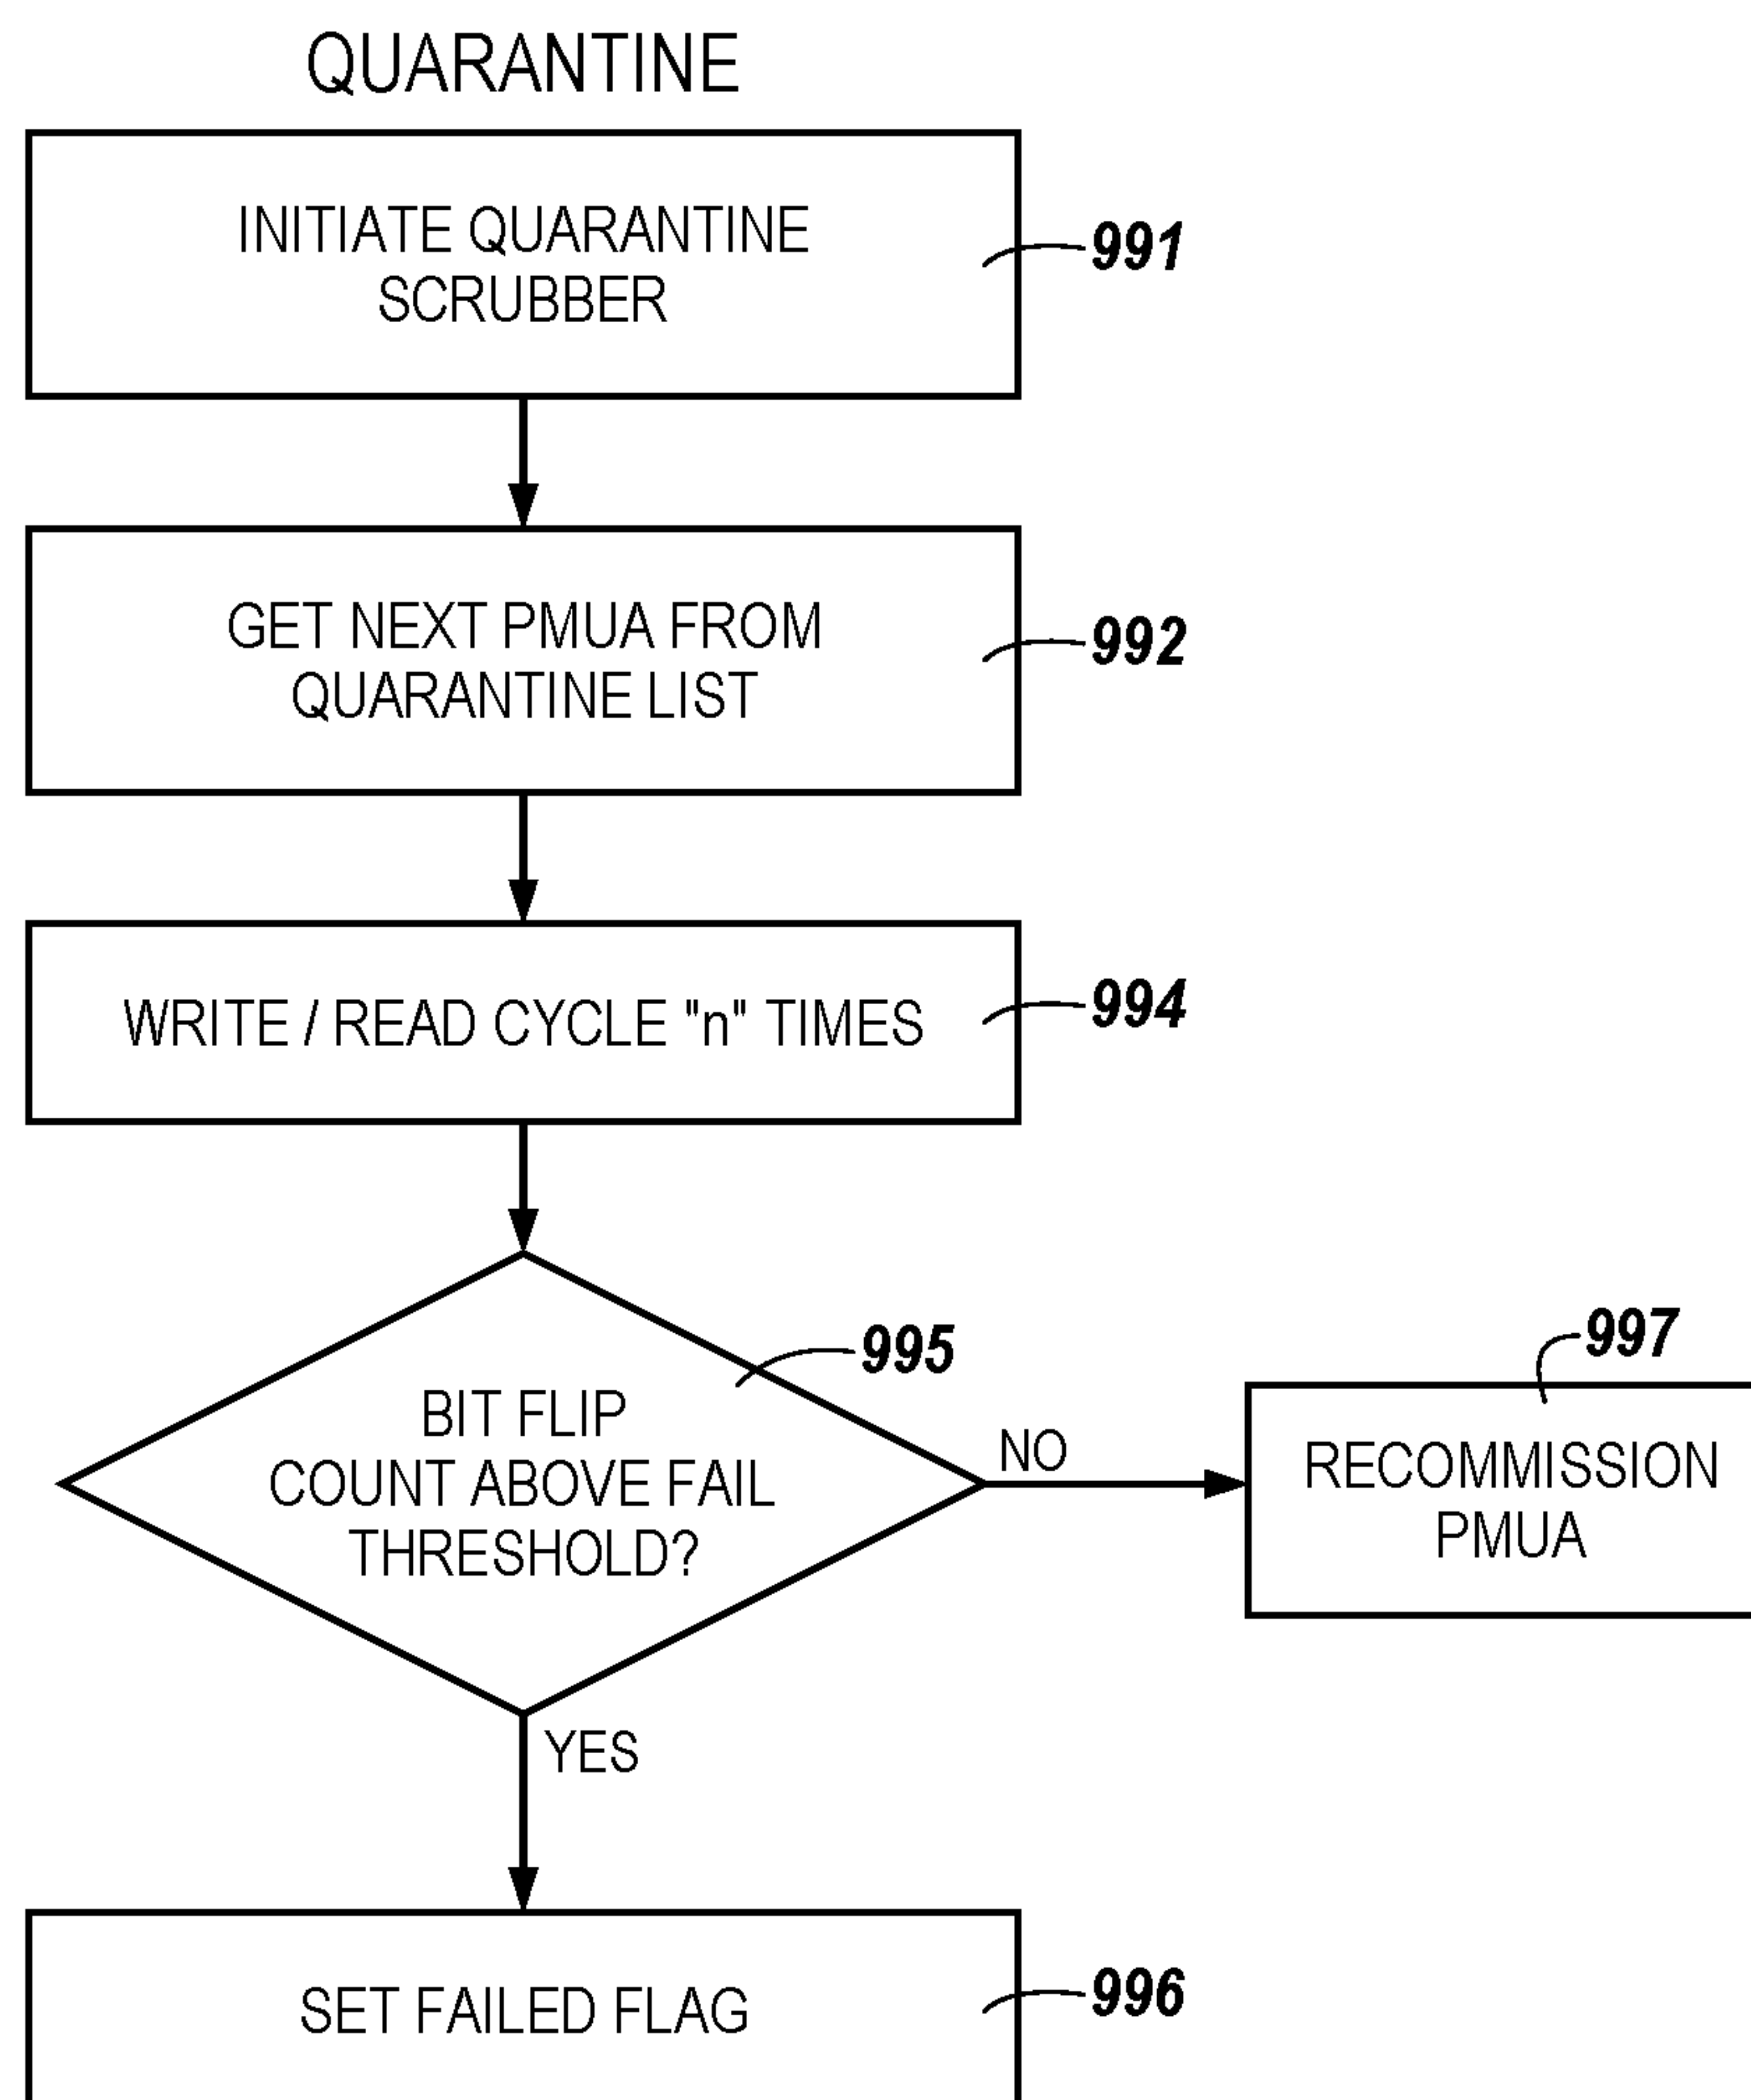 QUARANTINE
INITIATE QUARANTINE
SCRUBBER
991
GET NEXT PMUA FROM
QUARANTINE LIST
992
WRITE / READ CYCLE "n" TIMES
994
995
BIT FLIP
COUNT ABOVE FAIL
THRESHOLD?
NO
997
RECOMMISSION
PMUA
YES
SET FAILED FLAG
996